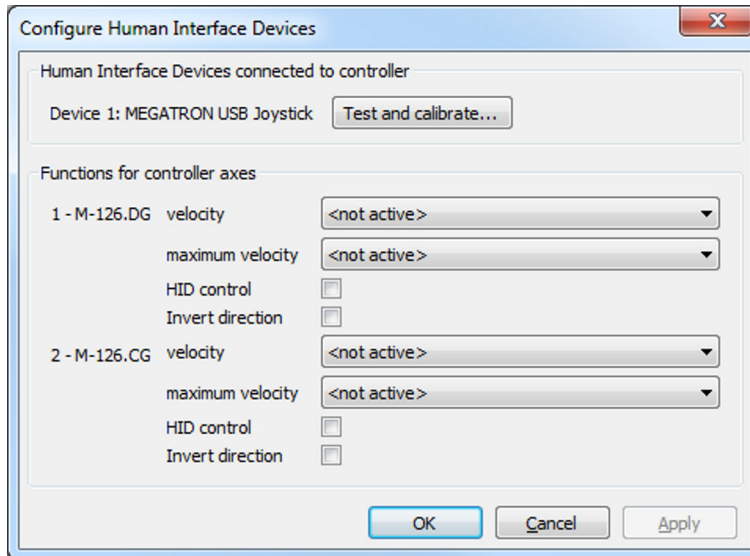 Configure Human Interface Devices
Human Interface Devices connected to controller
Device 1: MEGATRON USB Joystick Test and calibrate...
Functions for controller axes
1 - M-126.DG velocity <not active>
maximum velocity <not active>
HID control
Invert direction
2 - M-126.CG velocity <not active>
maximum velocity <not active>
HID control
Invert direction
OK Cancel Apply